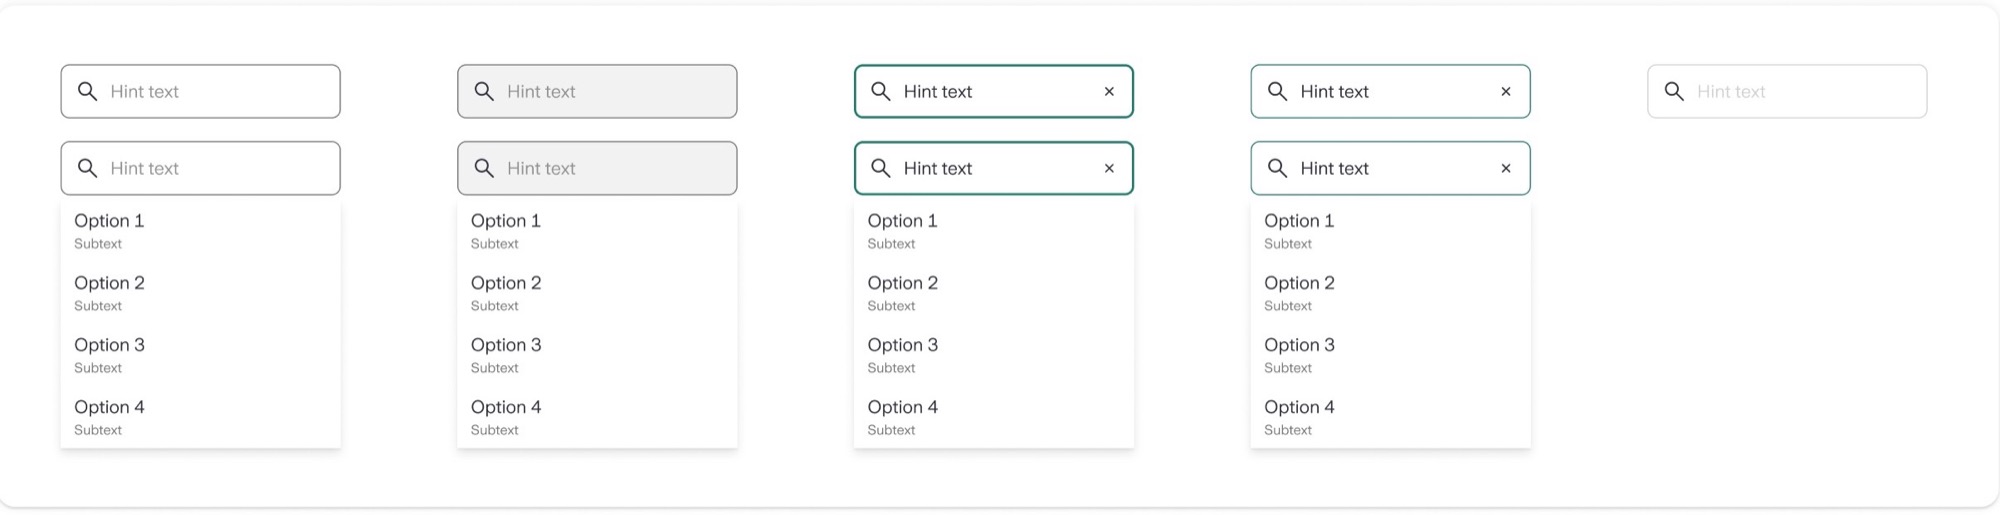 Hint text
Hint text
Hint text ×
Hint text ×
Hint text
Hint text
Hint text
Hint text ×
Hint text ×
Option 1
Subtext
Option 2
Subtext
Option 3
Subtext
Option 4
Subtext
Option 1
Subtext
Option 2
Subtext
Option 3
Subtext
Option 4
Subtext
Option 1
Subtext
Option 2
Subtext
Option 3
Subtext
Option 4
Subtext
Option 1
Subtext
Option 2
Subtext
Option 3
Subtext
Option 4
Subtext